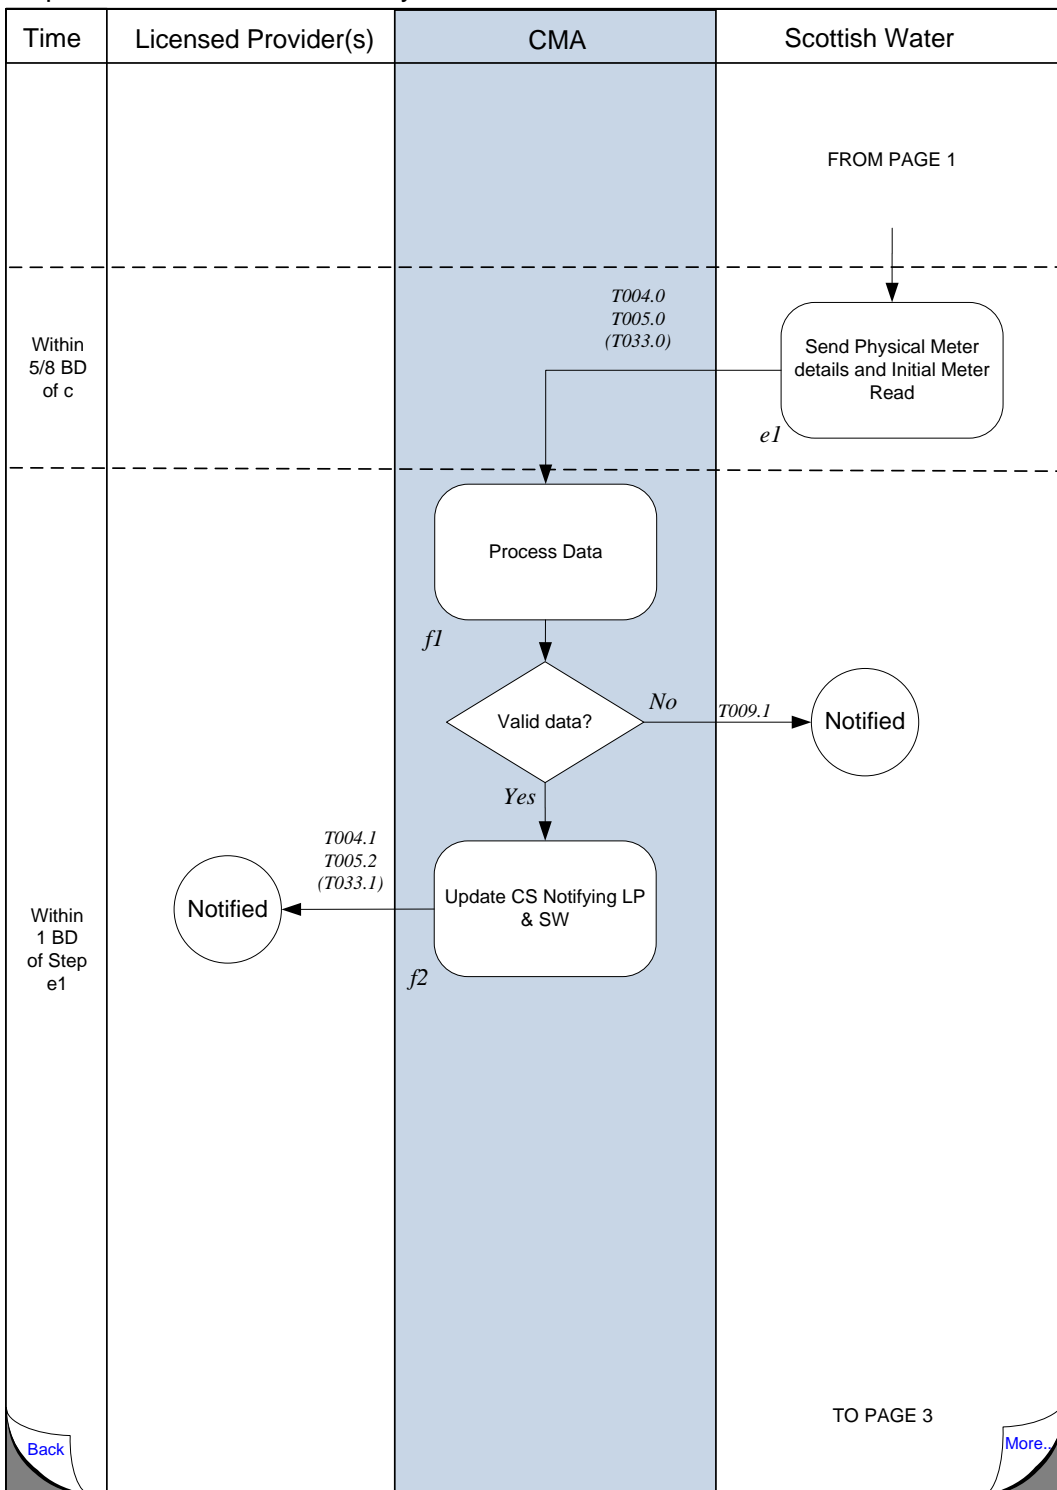 Time
Licensed Provider(s)
CMA
Scottish Water
FROM PAGE 1
Within
5/8 BD
of c
T004.0
T005.0
(T033.0)
Send Physical Meter
details and Initial Meter
Read
e1
Process Data
f1
Valid data?
No
T009.1
Notified
Yes
T004.1
T005.2
(T033.1)
Notified
Update CS Notifying LP
& SW
f2
Within
1 BD
of Step
e1
TO PAGE 3
Back
More..